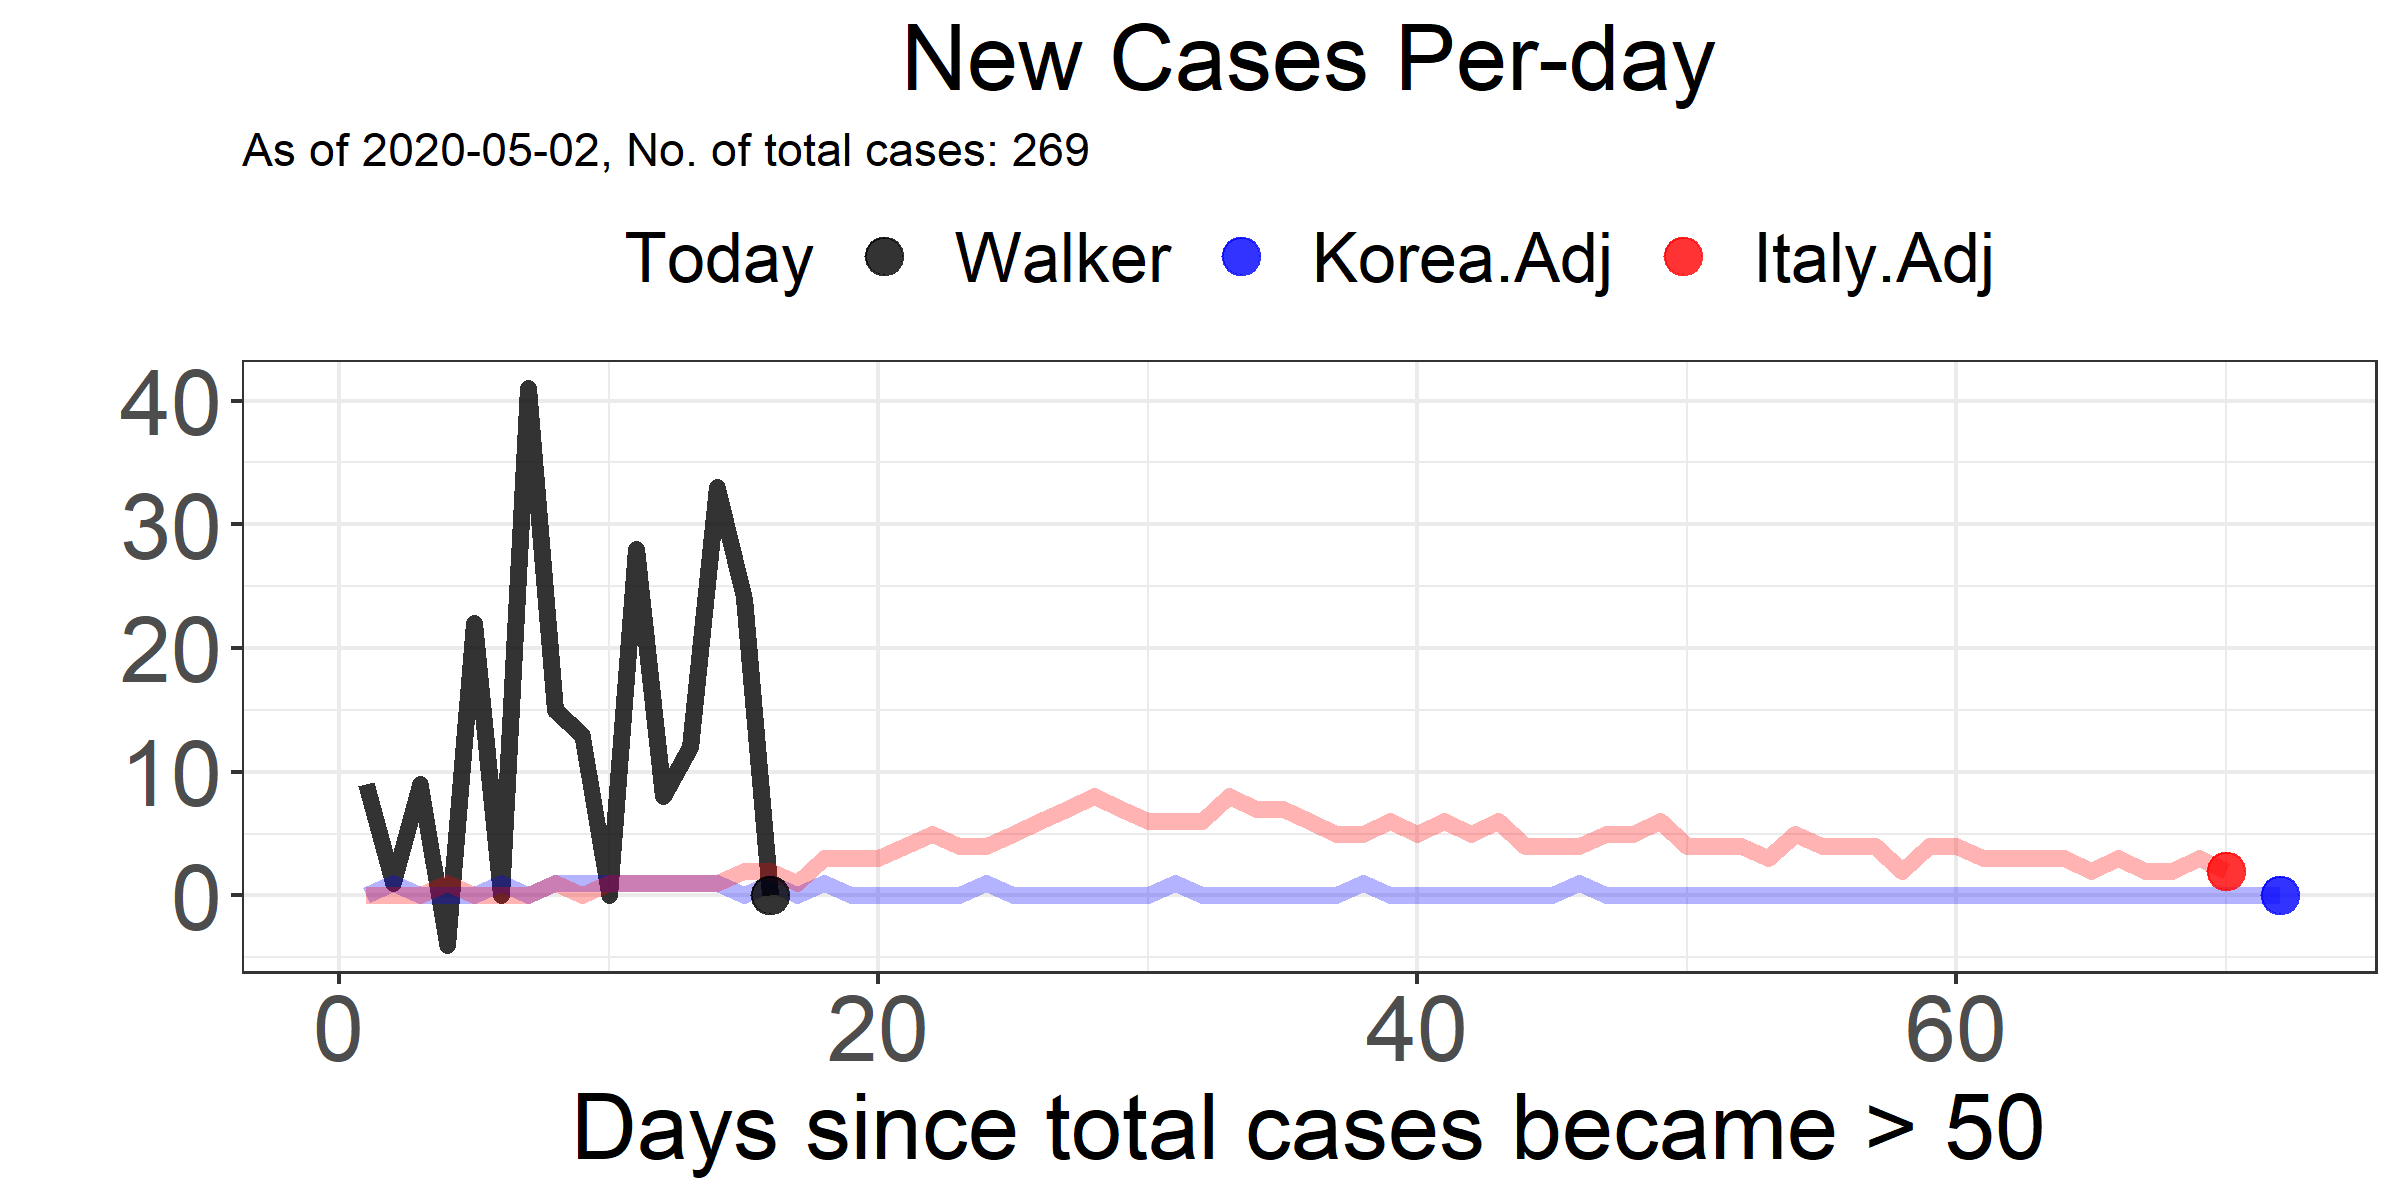 New Cases Per-day
As of 2020-05-02, No. of total cases: 269
Today Walker Korea.Adj Italy.Adj
40
30
20
10
0
0 20 40 60
Days since total cases became > 50